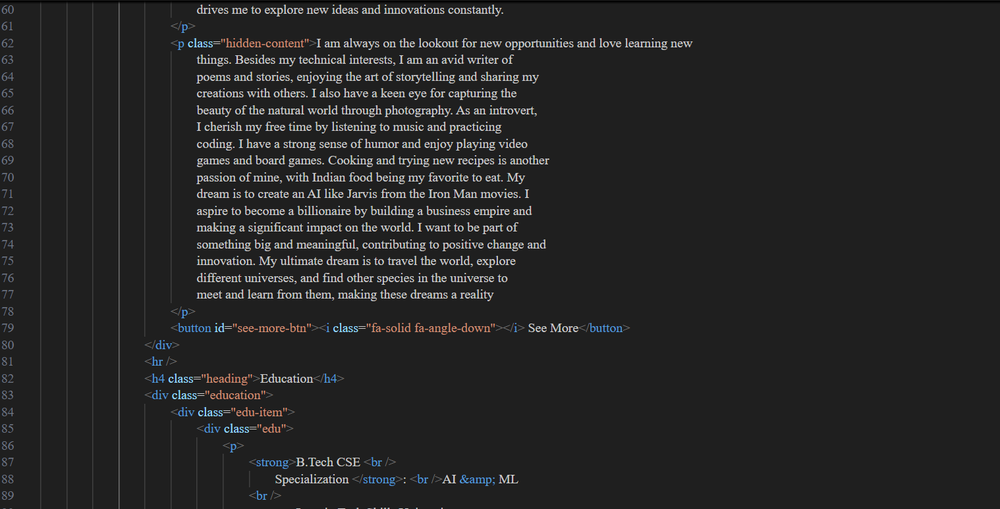 60 drives me to explore new ideas and innovations constantly.
61 </p>
62 <p class="hidden-content">I am always on the lookout for new opportunities and love learning new
63 things. Besides my technical interests, I am an avid writer of
64 poems and stories, enjoying the art of storytelling and sharing my
65 creations with others. I also have a keen eye for capturing the
66 beauty of the natural world through photography. As an introvert,
67 I cherish my free time by listening to music and practicing
68 coding. I have a strong sense of humor and enjoy playing video
69 games and board games. Cooking and trying new recipes is another
70 passion of mine, with Indian food being my favorite to eat. My
71 dream is to create an AI like Jarvis from the Iron Man movies. I
72 aspire to become a billionaire by building a business empire and
73 making a significant impact on the world. I want to be part of
74 something big and meaningful, contributing to positive change and
75 innovation. My ultimate dream is to travel the world, explore
76 different universes, and find other species in the universe to
77 meet and learn from them, making these dreams a reality
78 </p>
79 <button id="see-more-btn"><i class="fa-solid fa-angle-down"></i> See More</button>
80 </div>
81 <hr />
82 <h4 class="heading">Education</h4>
83 <div class="education">
84 <div class="edu-item">
85 <div class="edu">
86 <p>
87 <strong>B.Tech CSE <br />
88 Specialization </strong>: <br />AI &amp; ML
89 <br />